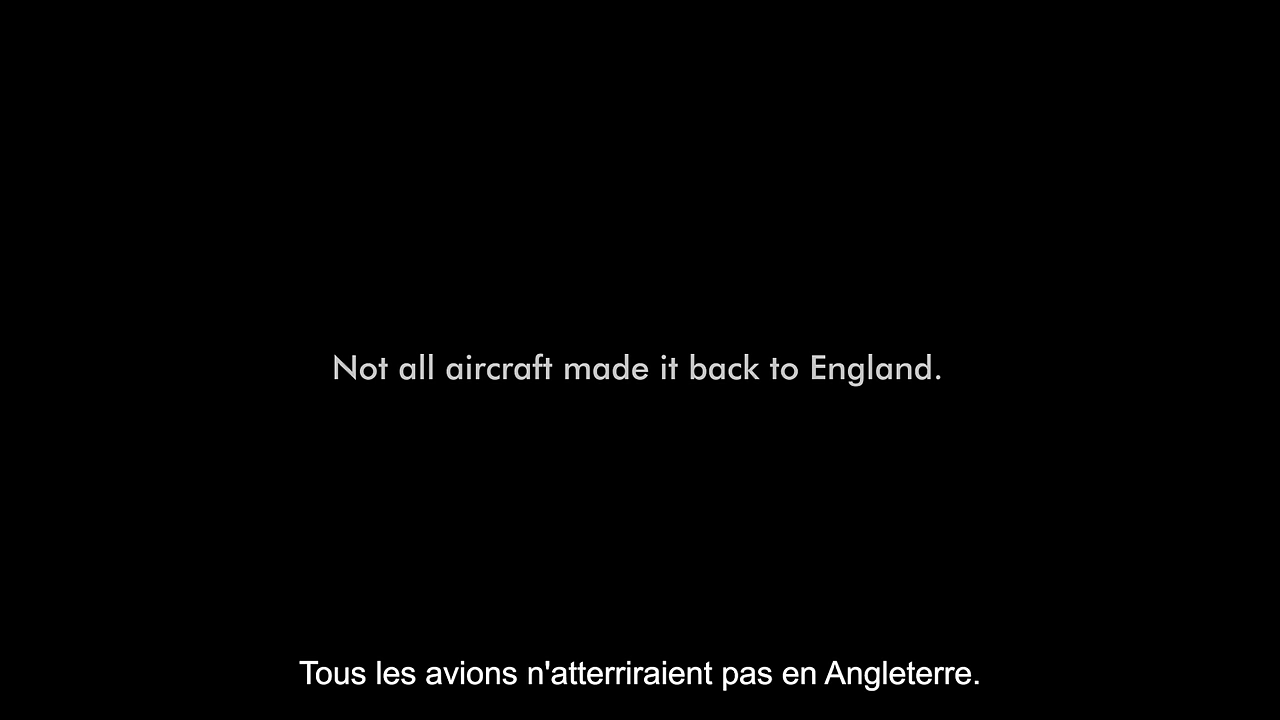 Not all aircraft made it back to England.
Tous les avions n'atterriraient pas en Angleterre.